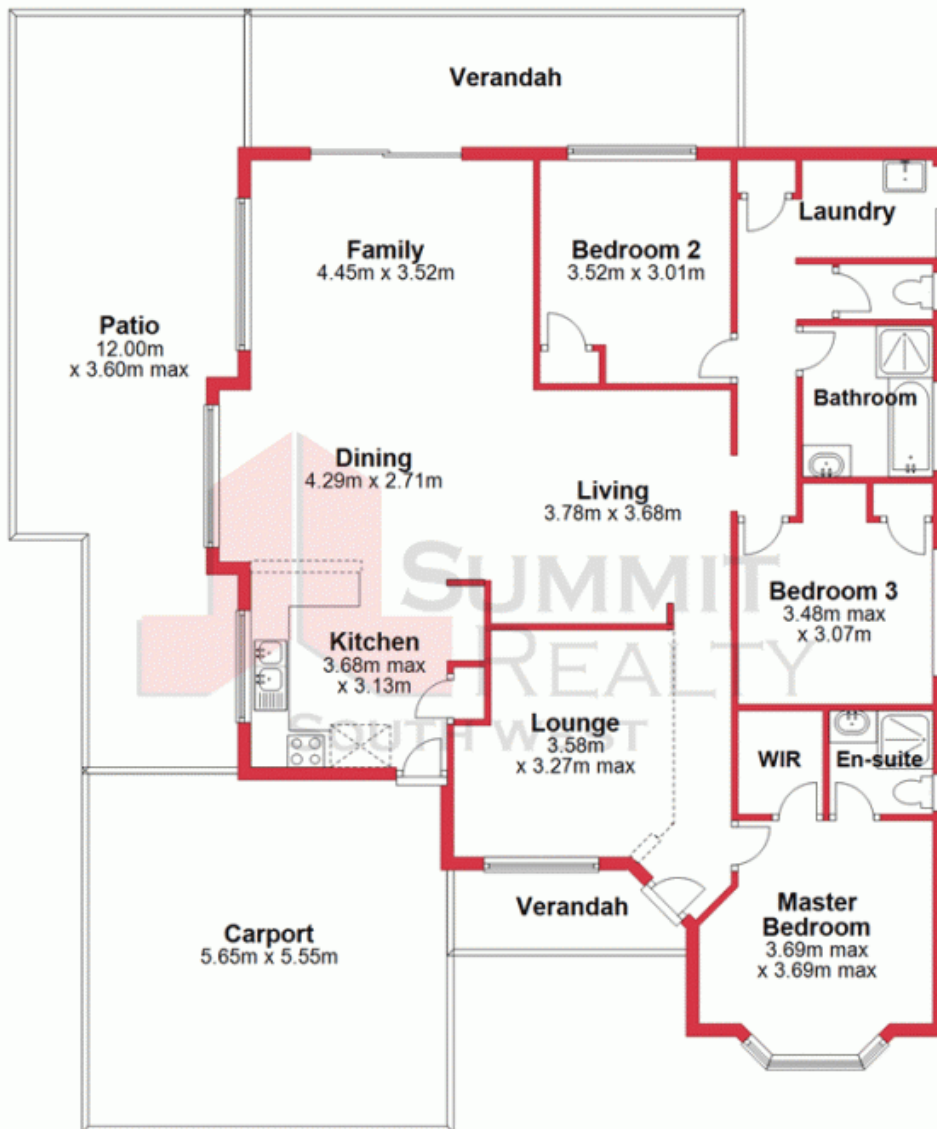 Verandah
Family
4.45m x 3.52m
Bedroom 2
3.52m x 3.01m
Laundry
Patio
12.00m
x 3.60m max
Bathroom
Dining
4.29m x 2.71m
Living
3.78m x 3.68m
SUMMIT
REALTY
SOUTH WEST
Bedroom 3
3.48m max
x 3.07m
Kitchen
3.68m max
x 3.13m
Lounge
3.58m
x 3.27m max
WIR
En-suite
Verandah
Master
Bedroom
3.69m max
x 3.69m max
Carport
5.65m x 5.55m